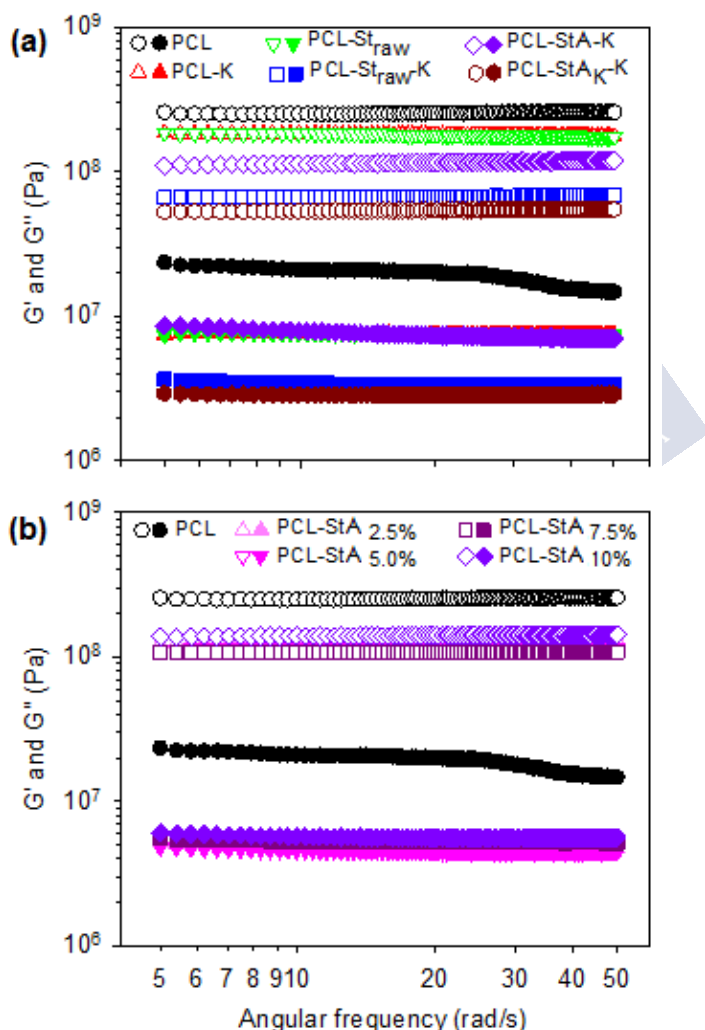 (a)
10⁹
PCL PCL-St_raw PCL-StA-K
PCL-K PCL-St_raw-K PCL-StA_K-K
10⁸
G' and G'' (Pa)
10⁷
10⁶
(b)
10⁹
PCL PCL-StA 2.5% PCL-StA 7.5%
PCL-StA 5.0% PCL-StA 10%
10⁸
G' and G'' (Pa)
10⁷
10⁶
5 6 7 8 9 10 20 30 40 50
Angular frequency (rad/s)